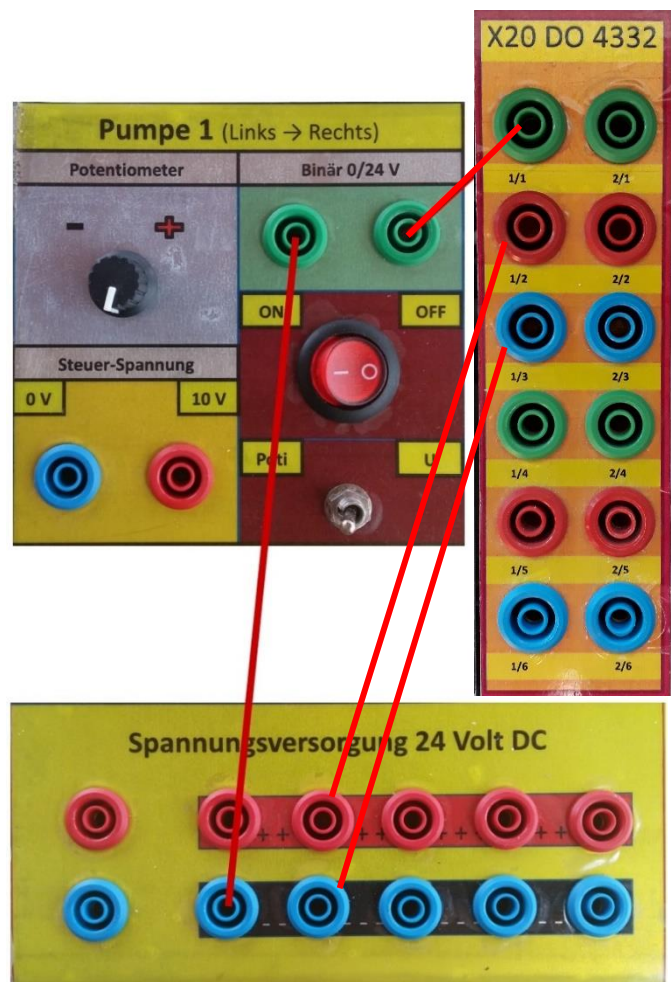 X20 DO 4332
1/1 2/1
1/2 2/2
1/3 2/3
1/4 2/4
1/5 2/5
1/6 2/6
Pumpe 1 (Links → Rechts)
Potentiometer
Binär 0/24 V
- +
ON OFF
I O
Steuer-Spannung
0 V 10 V
Poti U
Spannungsversorgung 24 Volt DC
+ + + + + + + +
- - - - - - - -